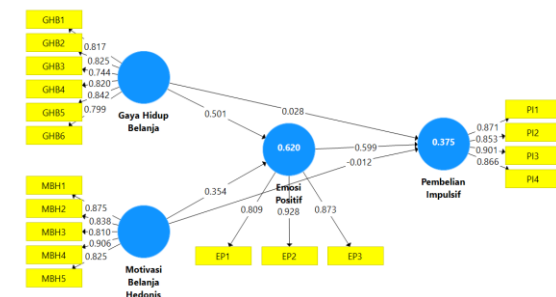 GHB1
GHB2
GHB3
GHB4
GHB5
GHB6
0.817
0.825
0.744
0.820
0.842
0.799
Gaya Hidup
Belanja
0.501
0.028
0.620
Emosi
Positif
0.599
-0.012
0.375
Pembelian
Impulsif
0.871
0.853
0.901
0.866
PI1
PI2
PI3
PI4
MBH1
MBH2
MBH3
MBH4
MBH5
0.875
0.838
0.810
0.906
0.825
0.354
Motivasi
Belanja
Hedonis
0.809
0.928
0.873
EP1
EP2
EP3